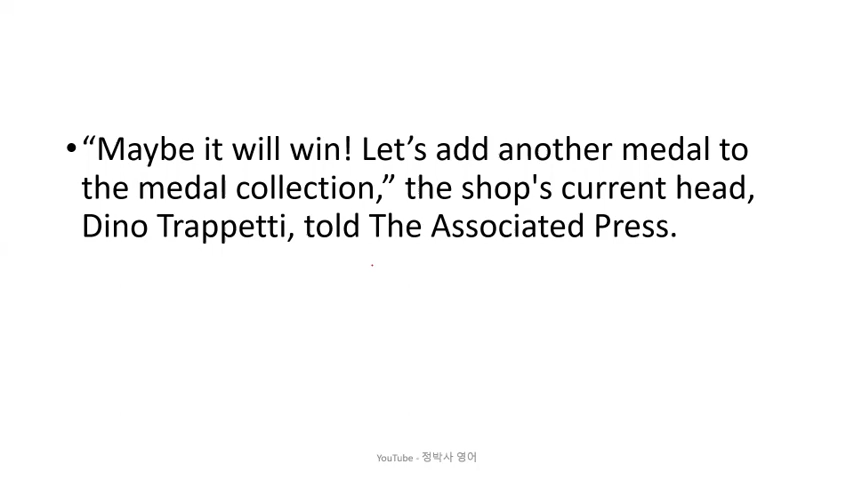 •“Maybe it will win! Let’s add another medal to
the medal collection,” the shop's current head,
Dino Trappetti, told The Associated Press.
YouTube - 정박사 영어